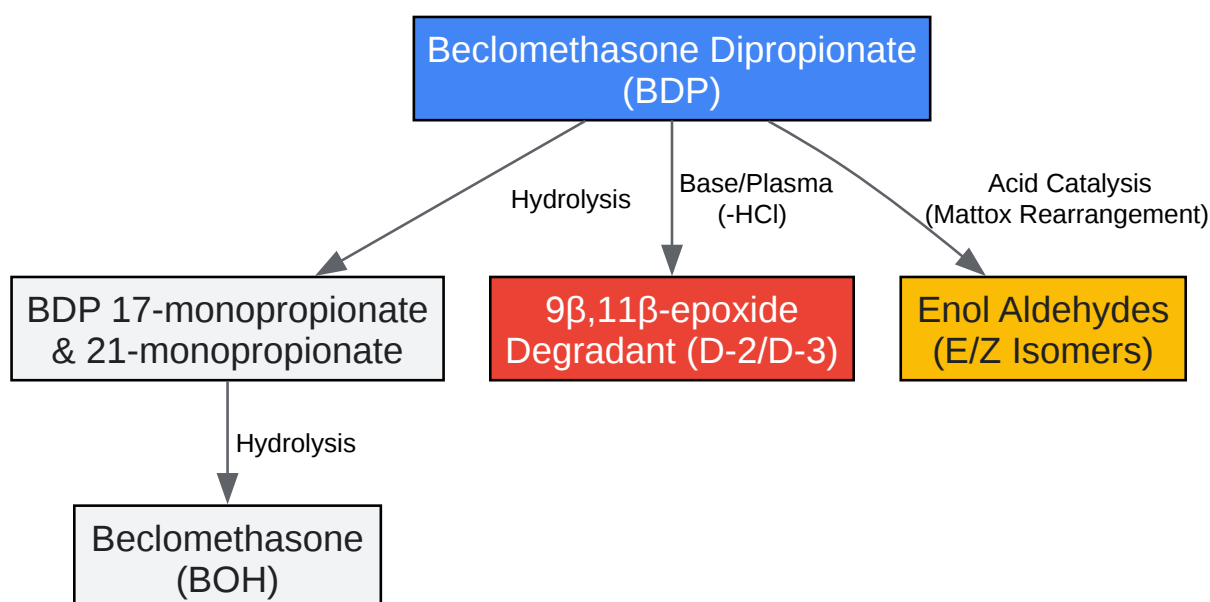 Beclomethasone Dipropionate
(BDP)
Hydrolysis
Base/Plasma
(-HCl)
Acid Catalysis
(Mattox Rearrangement)
BDP 17-monopropionate
& 21-monopropionate
9β,11β-epoxide
Degradant (D-2/D-3)
Enol Aldehydes
(E/Z Isomers)
Hydrolysis
Beclomethasone
(BOH)